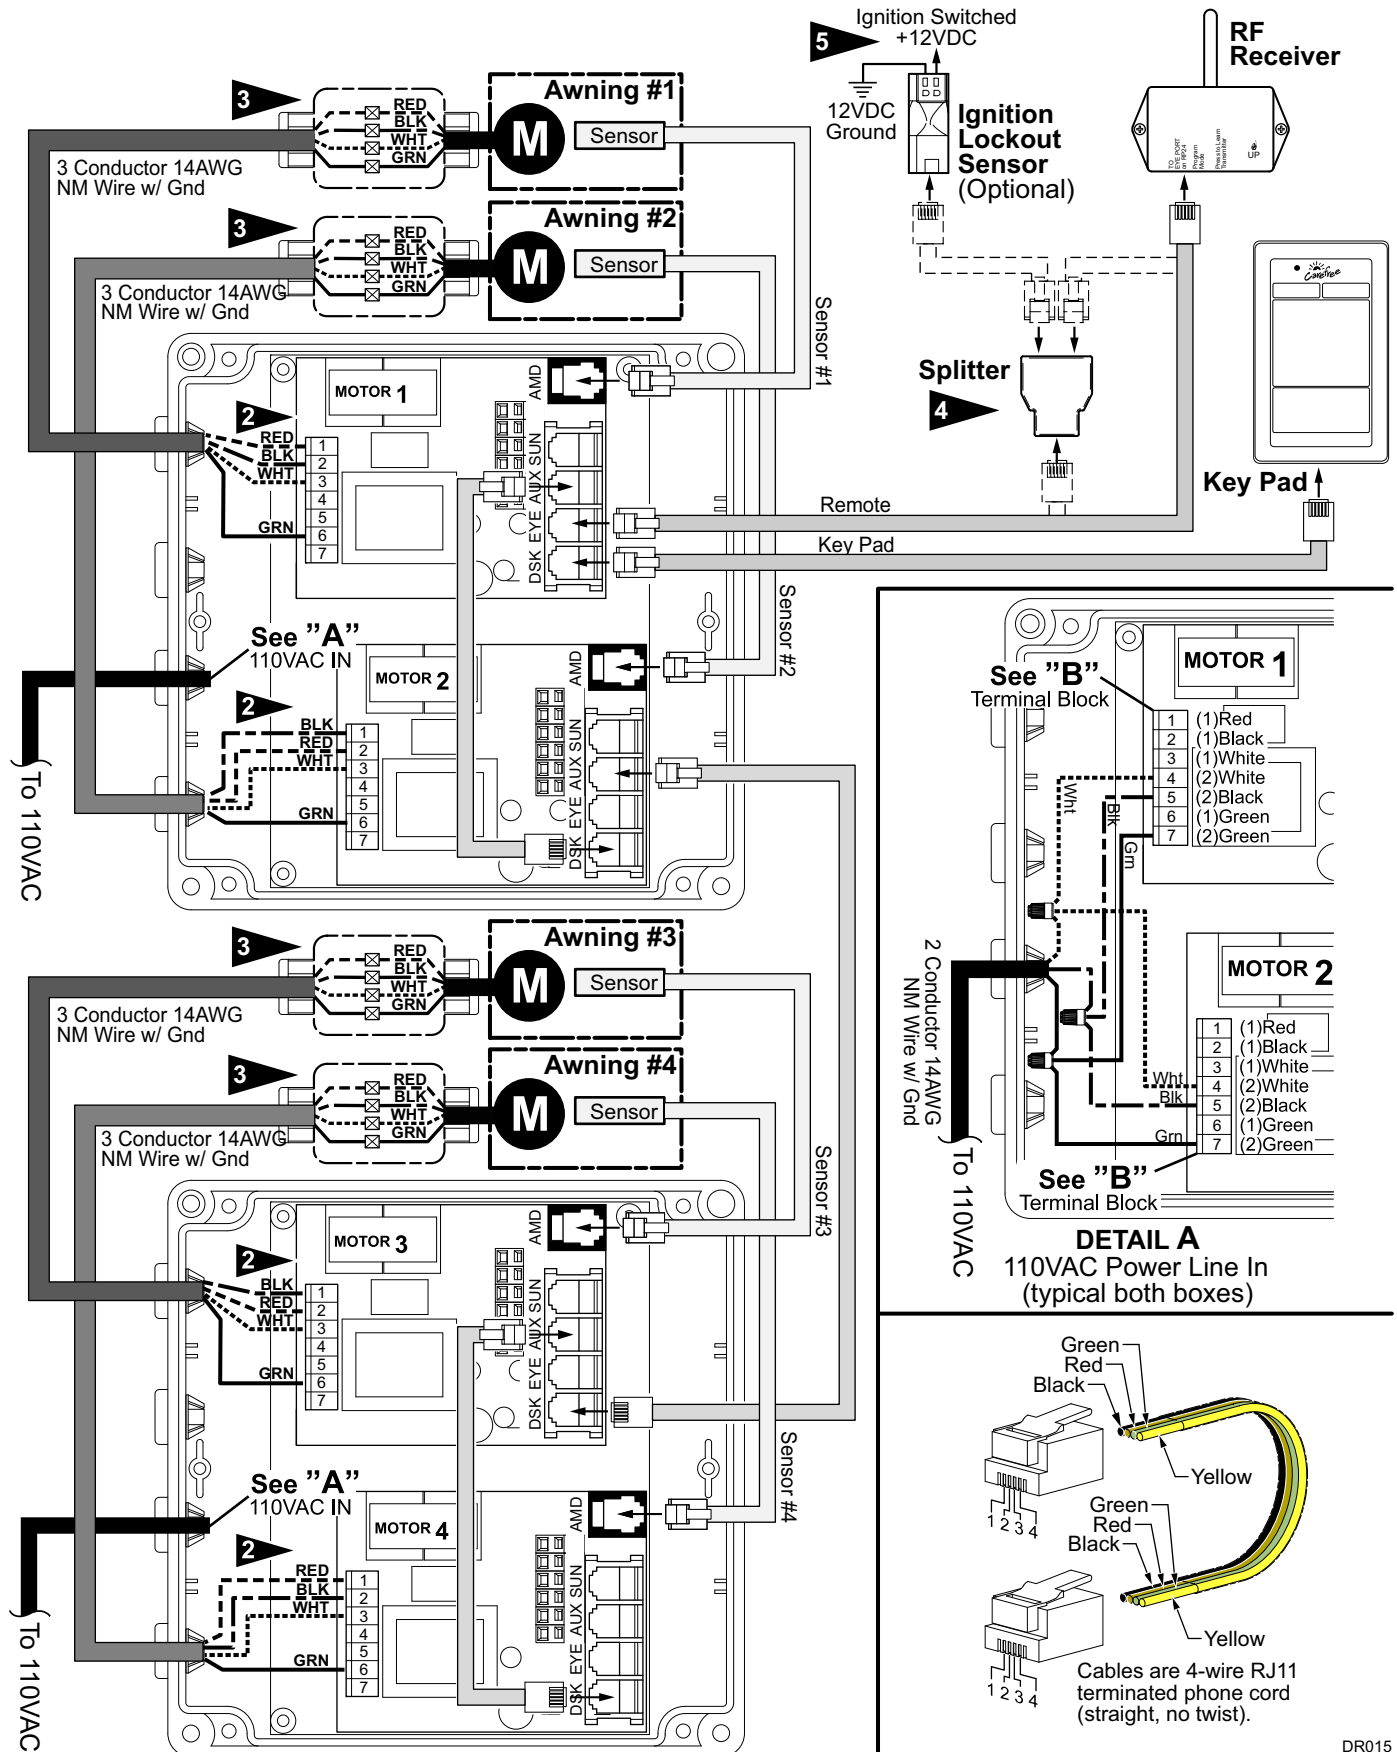 5
Ignition Switched
+12VDC
12VDC
Ground
Ignition
Lockout
Sensor
(Optional)
RF
Receiver
TO
EYE PORT
on RP24
Program
Mode
Press to Learn
Transmitter
UP
3
RED
BLK
WHT
GRN
Awning #1
M
Sensor
3 Conductor 14AWG
NM Wire w/ Gnd
3
RED
BLK
WHT
GRN
Awning #2
M
Sensor
3 Conductor 14AWG
NM Wire w/ Gnd
Sensor #1
Carefree
Splitter
4
Key Pad
MOTOR 1
AMD
2
RED
BLK
WHT
GRN
1
2
3
4
5
6
7
DSK EYE AUX SUN
Remote
Key Pad
Sensor #2
See "A"
110VAC IN
MOTOR 2
AMD
2
BLK
RED
WHT
GRN
1
2
3
4
5
6
7
DSK EYE AUX SUN
To 110VAC
3
RED
BLK
WHT
GRN
Awning #3
M
Sensor
3 Conductor 14AWG
NM Wire w/ Gnd
3
RED
BLK
WHT
GRN
Awning #4
M
Sensor
3 Conductor 14AWG
NM Wire w/ Gnd
Sensor #3
MOTOR 3
AMD
2
BLK
RED
WHT
GRN
1
2
3
4
5
6
7
DSK EYE AUX SUN
Sensor #4
See "A"
110VAC IN
MOTOR 4
AMD
2
RED
BLK
WHT
GRN
1
2
3
4
5
6
7
DSK EYE AUX SUN
To 110VAC
MOTOR 1
See "B"
Terminal Block
1 (1)Red
2 (1)Black
3 (1)White
4 (2)White
5 (2)Black
6 (1)Green
7 (2)Green
Wht
Blk
Grn
2 Conductor 14AWG
NM Wire w/ Gnd
MOTOR 2
1 (1)Red
2 (1)Black
3 (1)White
4 (2)White
5 (2)Black
6 (1)Green
7 (2)Green
Wht
Blk
Grn
To 110VAC
See "B"
Terminal Block
DETAIL A
110VAC Power Line In
(typical both boxes)
Green
Red
Black
Yellow
1 2 3 4
Green
Red
Black
Yellow
1 2 3 4
Cables are 4-wire RJ11
terminated phone cord
(straight, no twist).
DR015